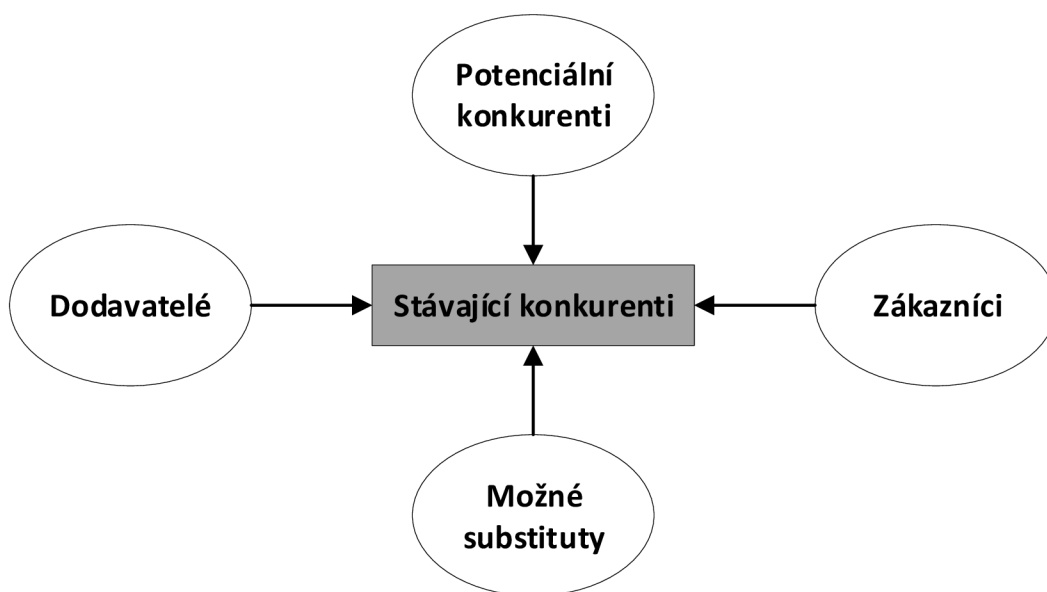 Potenciální
konkurenti
Dodavatelé
Stávající konkurenti
Zákazníci
Možné
substituty